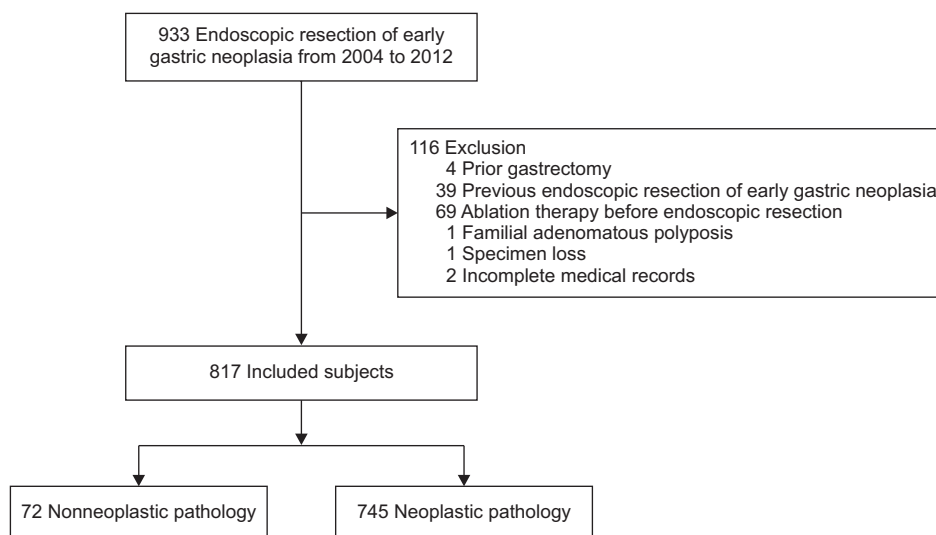 933 Endoscopic resection of early
gastric neoplasia from 2004 to 2012
116 Exclusion
4 Prior gastrectomy
39 Previous endoscopic resection of early gastric neoplasia
69 Ablation therapy before endoscopic resection
1 Familial adenomatous polyposis
1 Specimen loss
2 Incomplete medical records
817 Included subjects
72 Nonneoplastic pathology
745 Neoplastic pathology